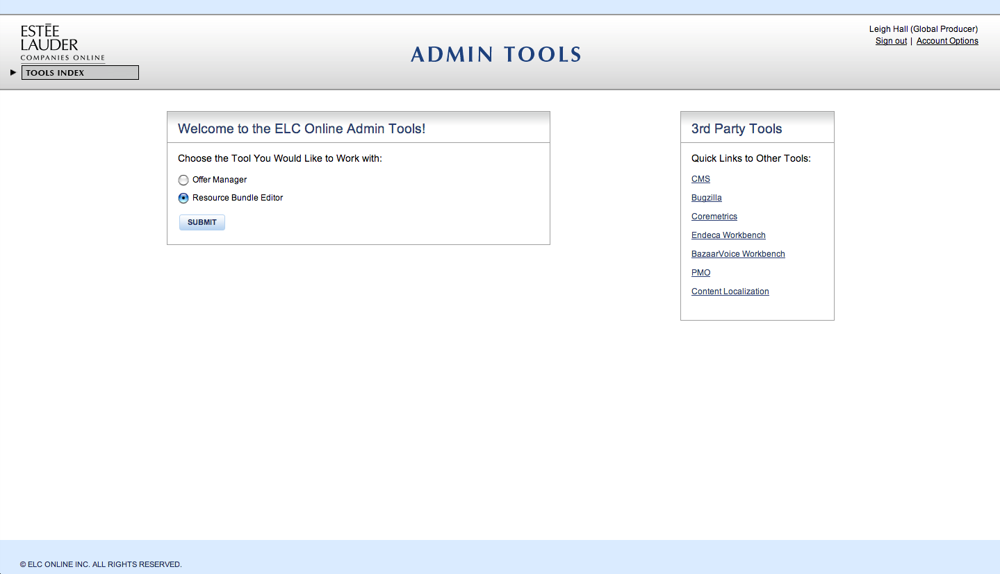 ESTĒE
LAUDER
COMPANIES ONLINE
TOOLS INDEX
ADMIN TOOLS
Leigh Hall (Global Producer)
Sign out | Account Options
Welcome to the ELC Online Admin Tools!
Choose the Tool You Would Like to Work with:
Offer Manager
Resource Bundle Editor
SUBMIT
3rd Party Tools
Quick Links to Other Tools:
CMS
Bugzilla
Coremetrics
Endeca Workbench
BazaarVoice Workbench
PMO
Content Localization
© ELC ONLINE INC. ALL RIGHTS RESERVED.